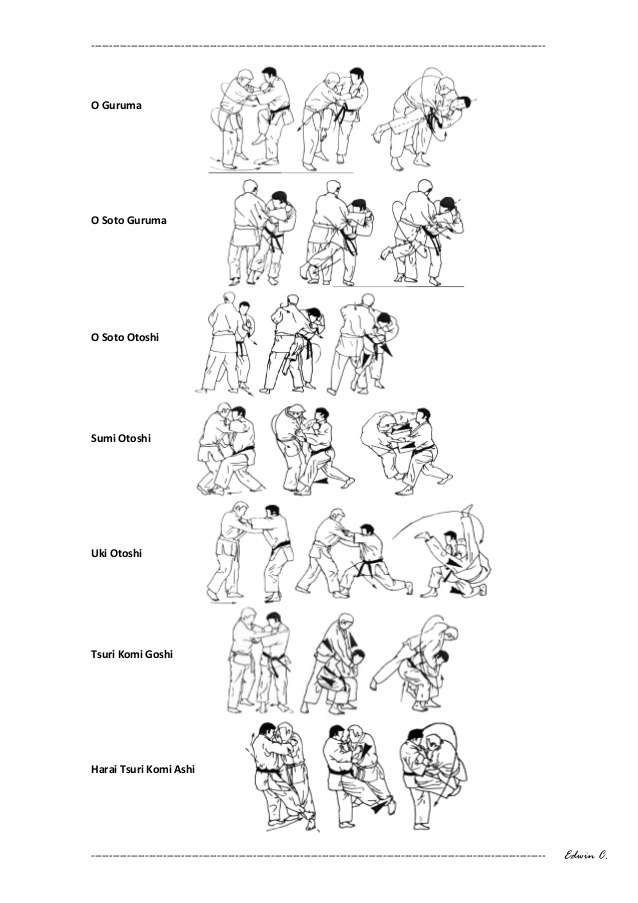 O Guruma
O Soto Guruma
O Soto Otoshi
Sumi Otoshi
Uki Otoshi
Tsuri Komi Goshi
Harai Tsuri Komi Ashi
Edwin C.